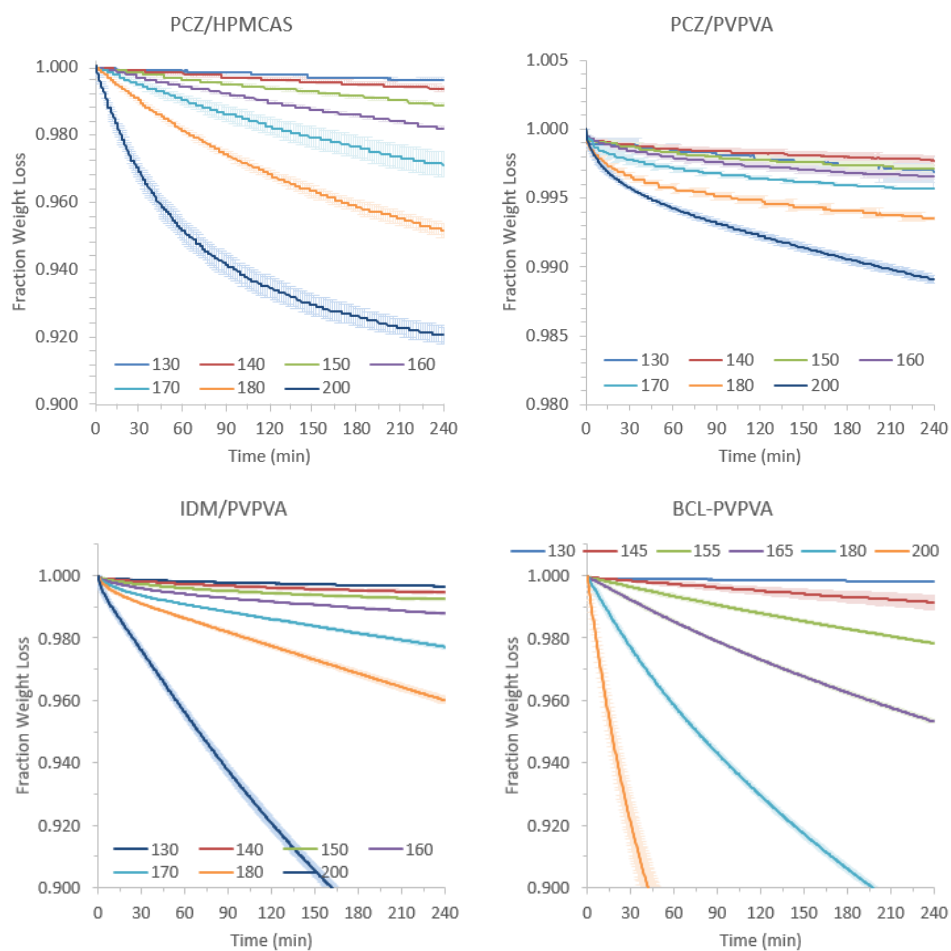 PCZ/HPMCAS
Fraction Weight Loss
1.000
0.980
0.960
0.940
0.920
0.900
130 140 150 160
170 180 200
0 30 60 90 120 150 180 210 240
Time (min)
PCZ/PVPVA
Fraction Weight Loss
1.005
1.000
0.995
0.990
0.985
0.980
130 140 150 160
170 180 200
0 30 60 90 120 150 180 210 240
Time (min)
IDM/PVPVA
Fraction Weight Loss
1.000
0.980
0.960
0.940
0.920
0.900
130 140 150 160
170 180 200
0 30 60 90 120 150 180 210 240
Time (min)
BCL-PVPVA
130 145 155 165 180 200
Fraction Weight Loss
1.000
0.980
0.960
0.940
0.920
0.900
0 30 60 90 120 150 180 210 240
Time (min)